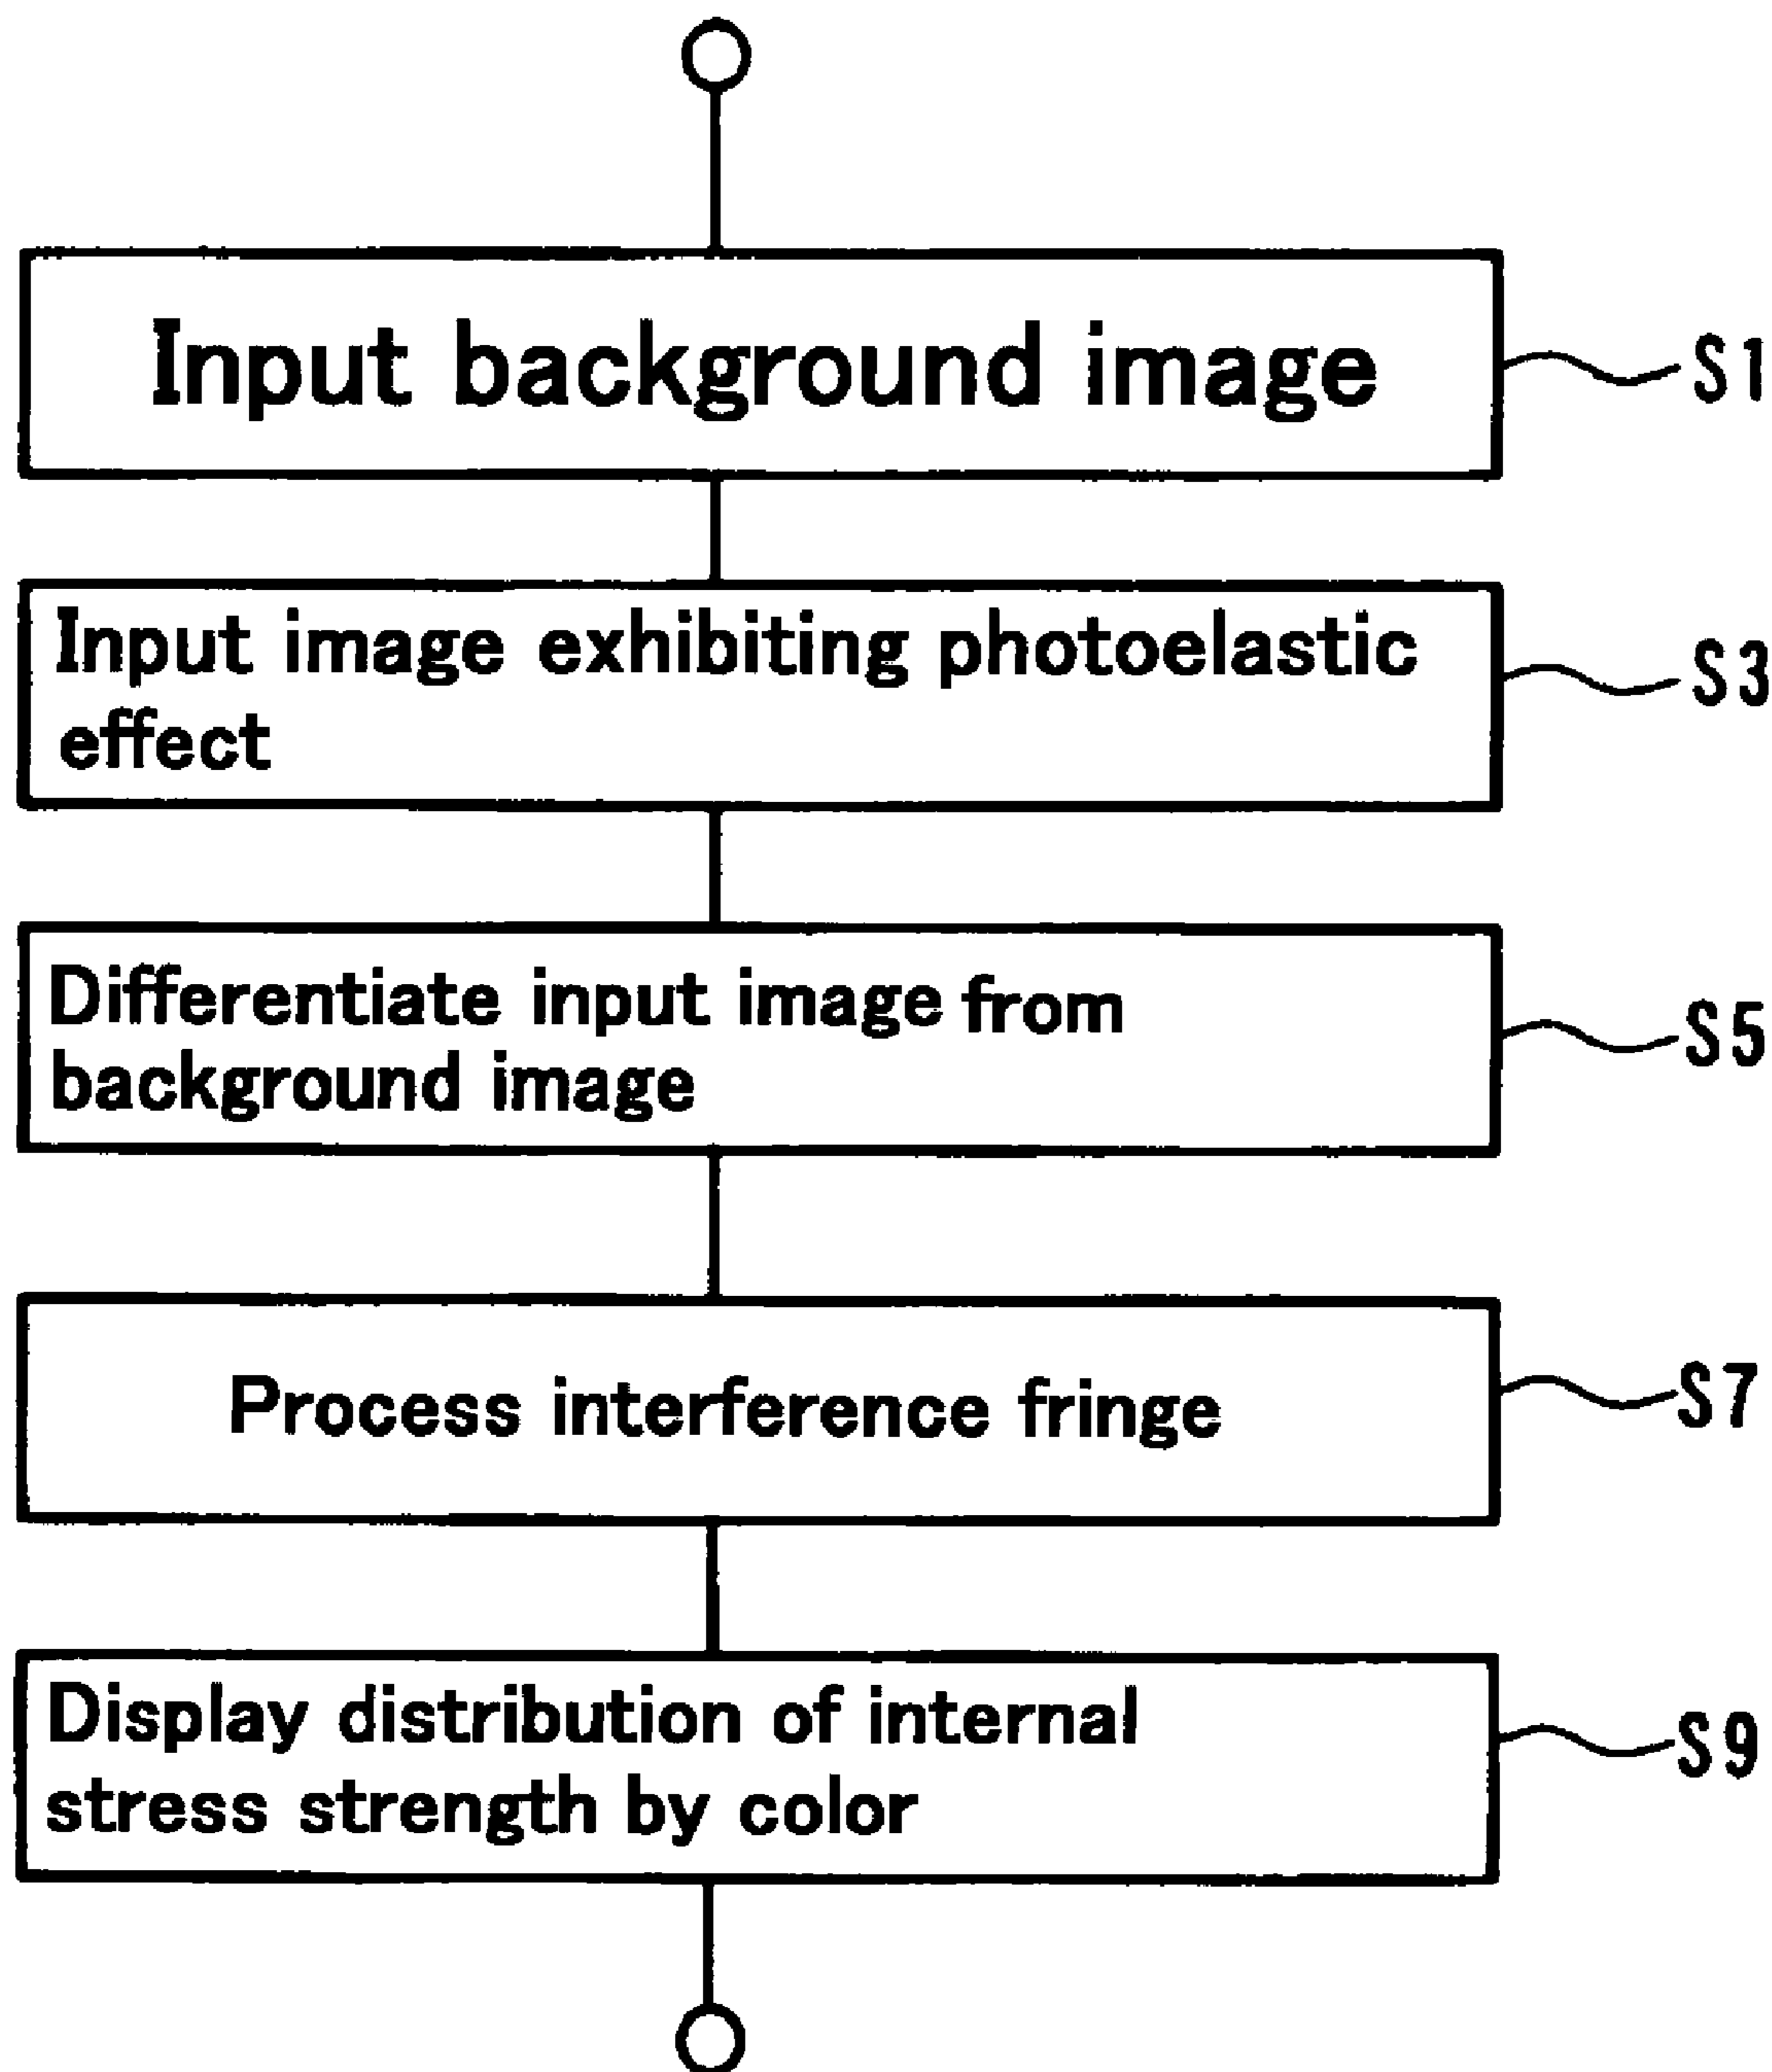 Input background image
S1
Input image exhibiting photoelastic
effect
S3
Differentiate input image from
background image
S5
Process interference fringe
S7
Display distribution of internal
stress strength by color
S9